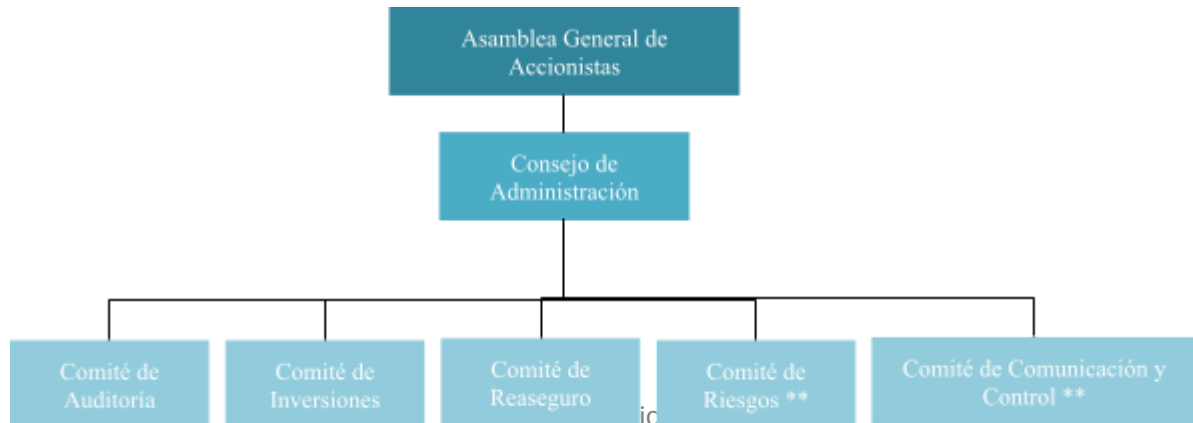 Asamblea General de
Accionistas
Consejo de
Administración
Comité de
Auditoría
Comité de
Inversiones
Comité de
Reaseguro
Comité de
Riesgos **
Comité de Comunicación y
Control **